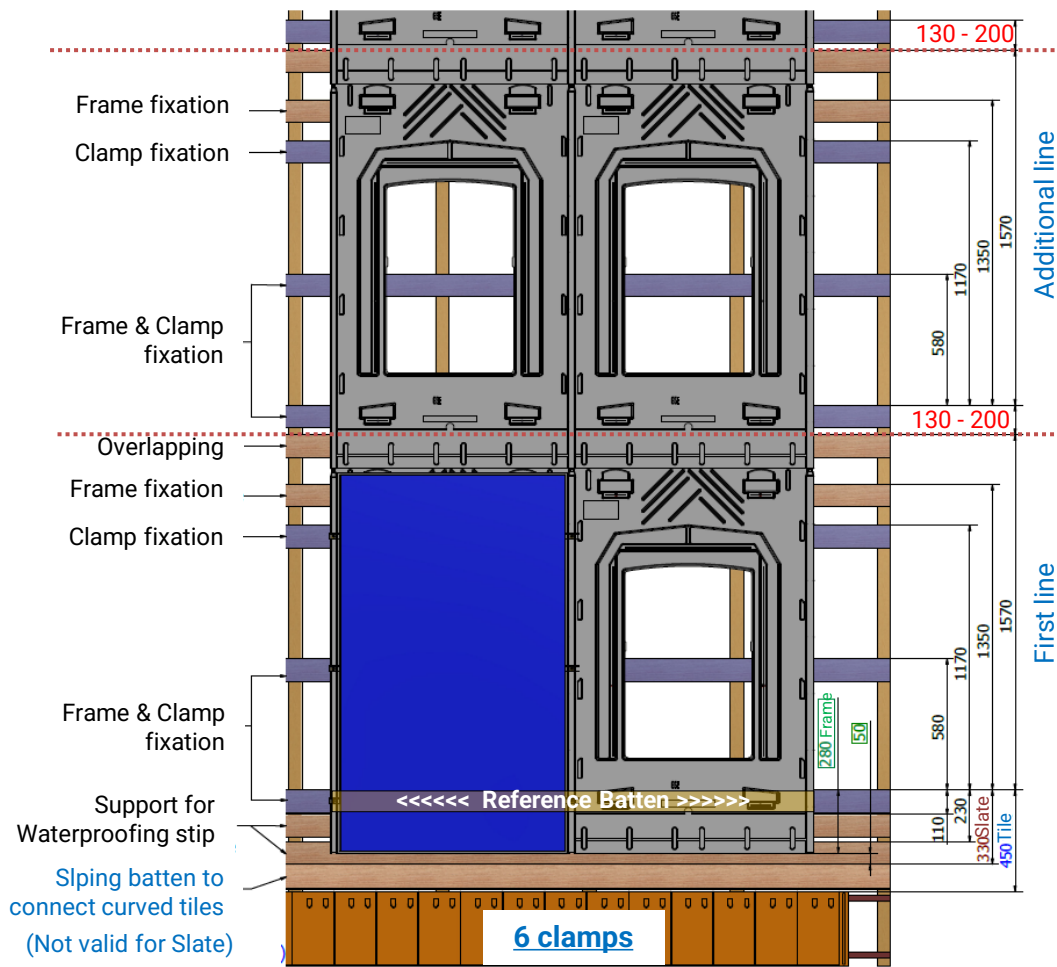 130 - 200
Frame fixation
Clamp fixation
1570
1350
1170
580
Additional line
Frame & Clamp
fixation
130 - 200
Overlapping
Frame fixation
Clamp fixation
1570
1350
1170
580
First line
Frame & Clamp
fixation
280 Frame
50
<<<<<< Reference Batten >>>>>>
Support for
Waterproofing stip
110
230
330Slate
450Tile
Slping batten to
connect curved tiles
(Not valid for Slate)
6 clamps
)